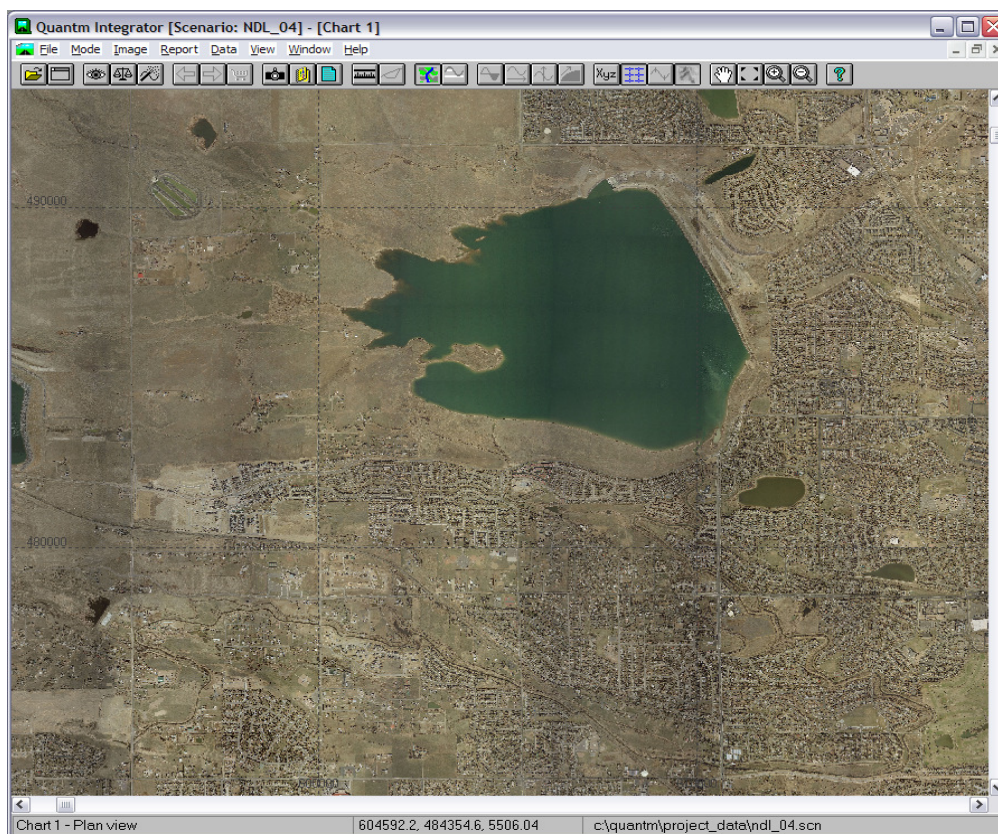 Quantm Integrator [Scenario: NDL_04] - [Chart 1]
File Mode Image Report Data View Window Help
Xyz
?
490000
480000
Chart 1 - Plan view 604592.2, 484354.6, 5506.04 c:\quantm\project_data\ndl_04.scn